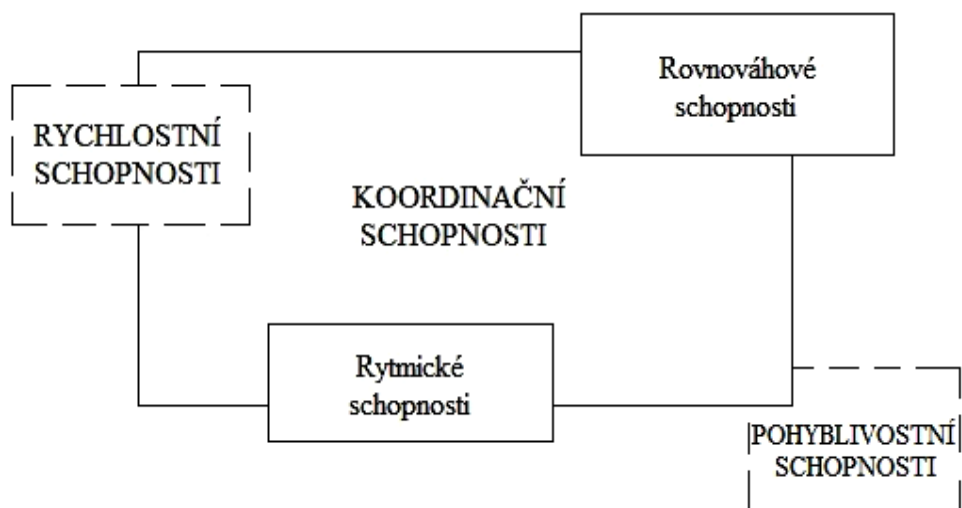 Rovnováhové
schopnosti
RYCHLOSTNÍ
SCHOPNOSTI
KOORDINAČNÍ
SCHOPNOSTI
Rytmické
schopnosti
POHYBLIVOSTNÍ
SCHOPNOSTI